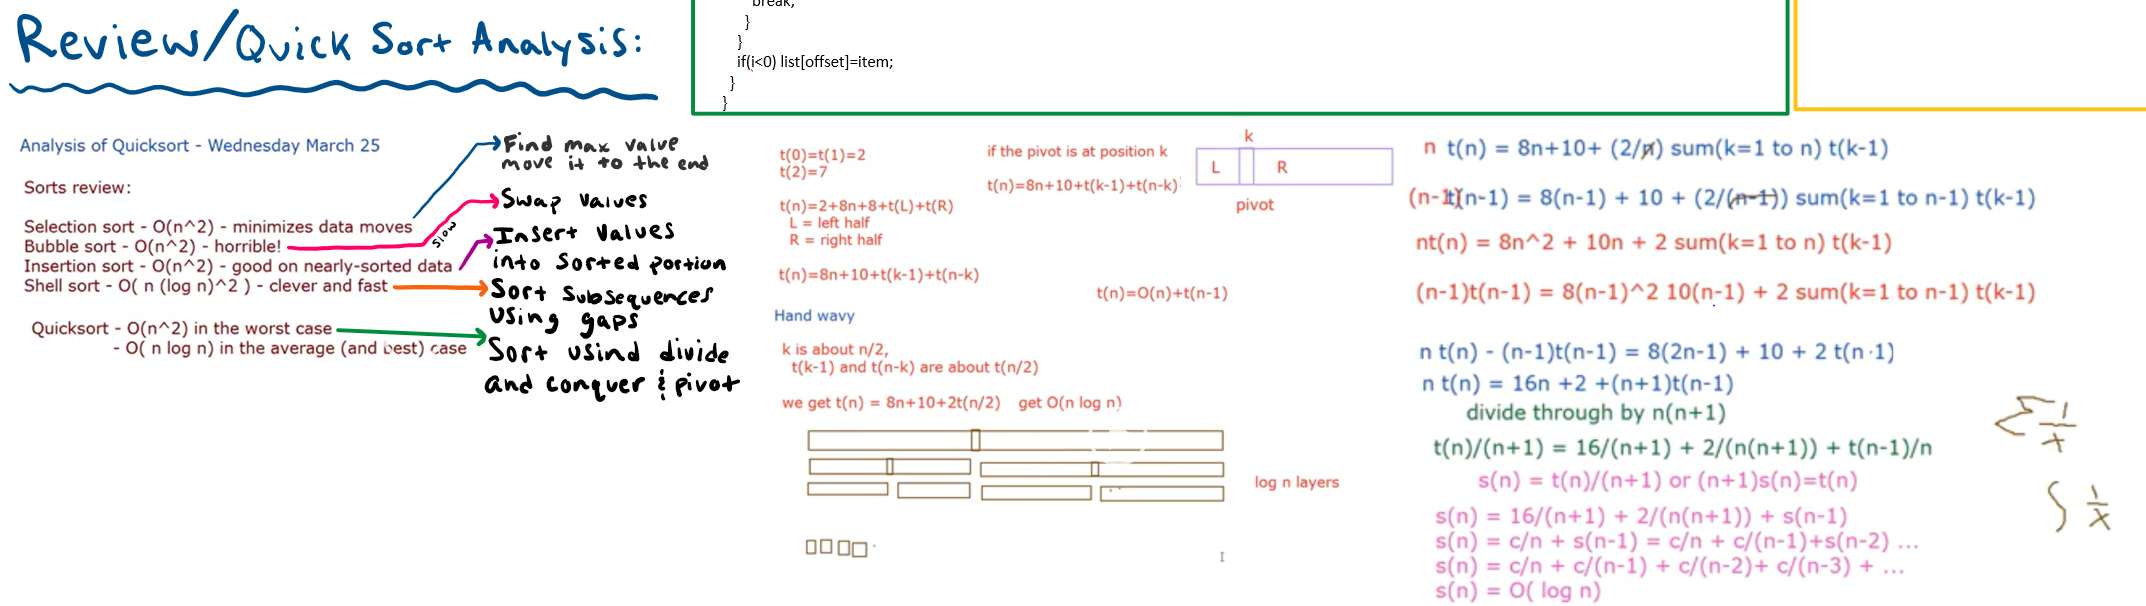 break;
}
}
if(i<0) list[offset]=item;
}
}
Review/Quick Sort Analysis:
Analysis of Quicksort - Wednesday March 25
Sorts review:
Selection sort - O(n^2) - minimizes data moves
Bubble sort - O(n^2) - horrible!
Insertion sort - O(n^2) - good on nearly-sorted data
Shell sort - O( n (log n)^2 ) - clever and fast
Quicksort - O(n^2) in the worst case
- O( n log n) in the average (and best) case
Find max value
move it to the end
slow
Swap values
Insert values
into sorted portion
Sort subsequences
using gaps
Sort usind divide
and conquer & pivot
t(0)=t(1)=2
t(2)=7
t(n)=2+8n+8+t(L)+t(R)
L = left half
R = right half
t(n)=8n+10+t(k-1)+t(n-k)
if the pivot is at position k
t(n)=8n+10+t(k-1)+t(n-k)
k
L R
pivot
t(n)=O(n)+t(n-1)
Hand wavy
k is about n/2,
t(k-1) and t(n-k) are about t(n/2)
we get t(n) = 8n+10+2t(n/2) get O(n log n)
log n layers
n t(n) = 8n+10+ (2/n) sum(k=1 to n) t(k-1)
(n-1)t(n-1) = 8(n-1) + 10 + (2/(n-1)) sum(k=1 to n-1) t(k-1)
nt(n) = 8n^2 + 10n + 2 sum(k=1 to n) t(k-1)
(n-1)t(n-1) = 8(n-1)^2 10(n-1) + 2 sum(k=1 to n-1) t(k-1)
n t(n) - (n-1)t(n-1) = 8(2n-1) + 10 + 2 t(n-1)
n t(n) = 16n +2 +(n+1)t(n-1)
divide through by n(n+1)
t(n)/(n+1) = 16/(n+1) + 2/(n(n+1)) + t(n-1)/n
s(n) = t(n)/(n+1) or (n+1)s(n)=t(n)
s(n) = 16/(n+1) + 2/(n(n+1)) + s(n-1)
s(n) = c/n + s(n-1) = c/n + c/(n-1)+s(n-2) ...
s(n) = c/n + c/(n-1) + c/(n-2)+ c/(n-3) + ...
s(n) = O( log n)
∑ 1/x
∫ 1/x